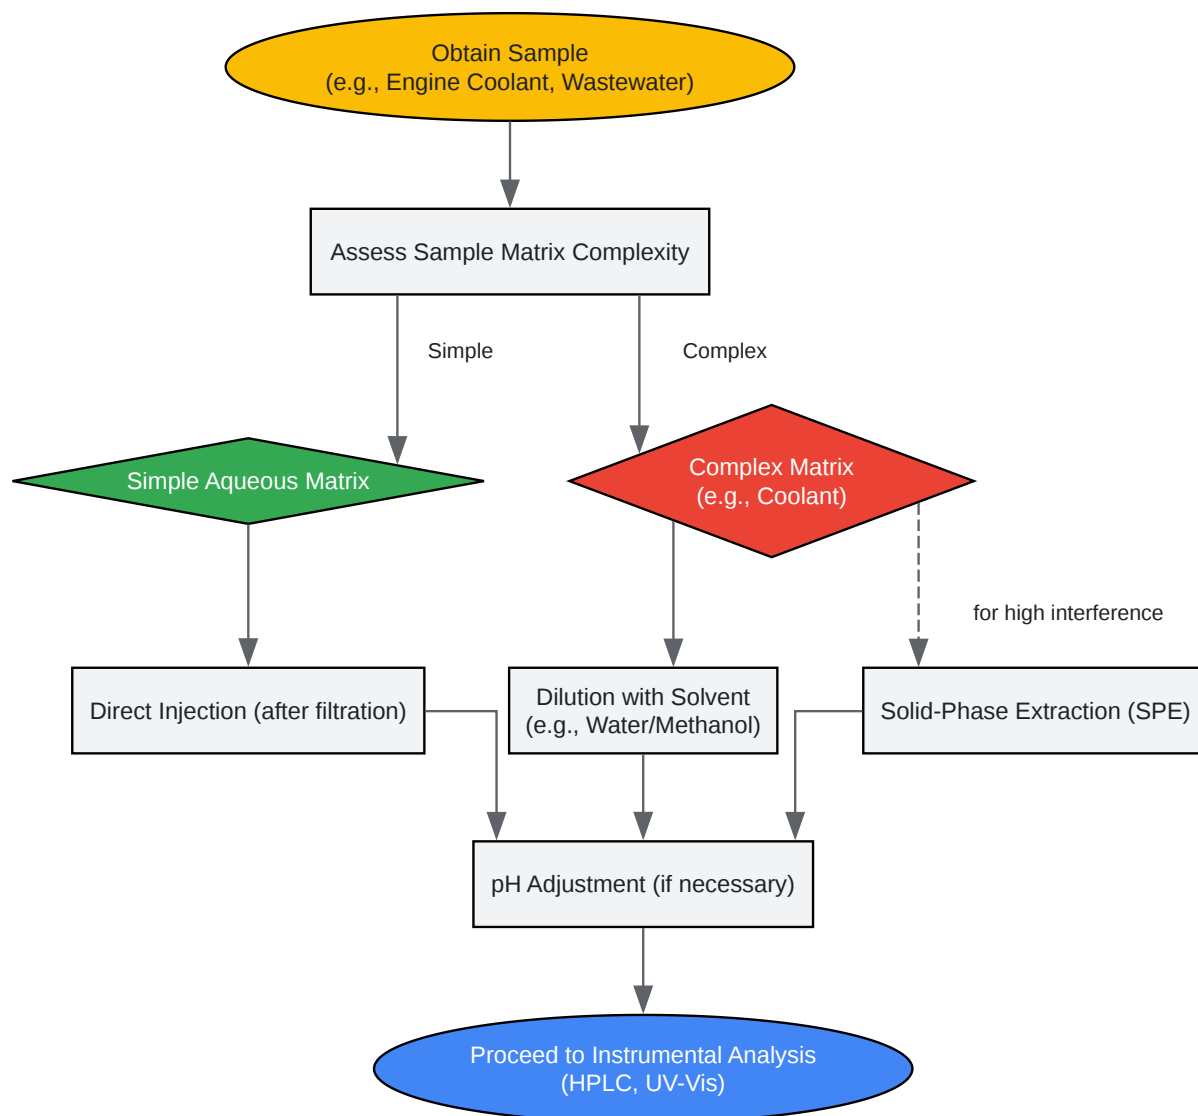 Obtain Sample
(e.g., Engine Coolant, Wastewater)
Assess Sample Matrix Complexity
Simple
Complex
Simple Aqueous Matrix
Complex Matrix
(e.g., Coolant)
for high interference
Direct Injection (after filtration)
Dilution with Solvent
(e.g., Water/Methanol)
Solid-Phase Extraction (SPE)
pH Adjustment (if necessary)
Proceed to Instrumental Analysis
(HPLC, UV-Vis)